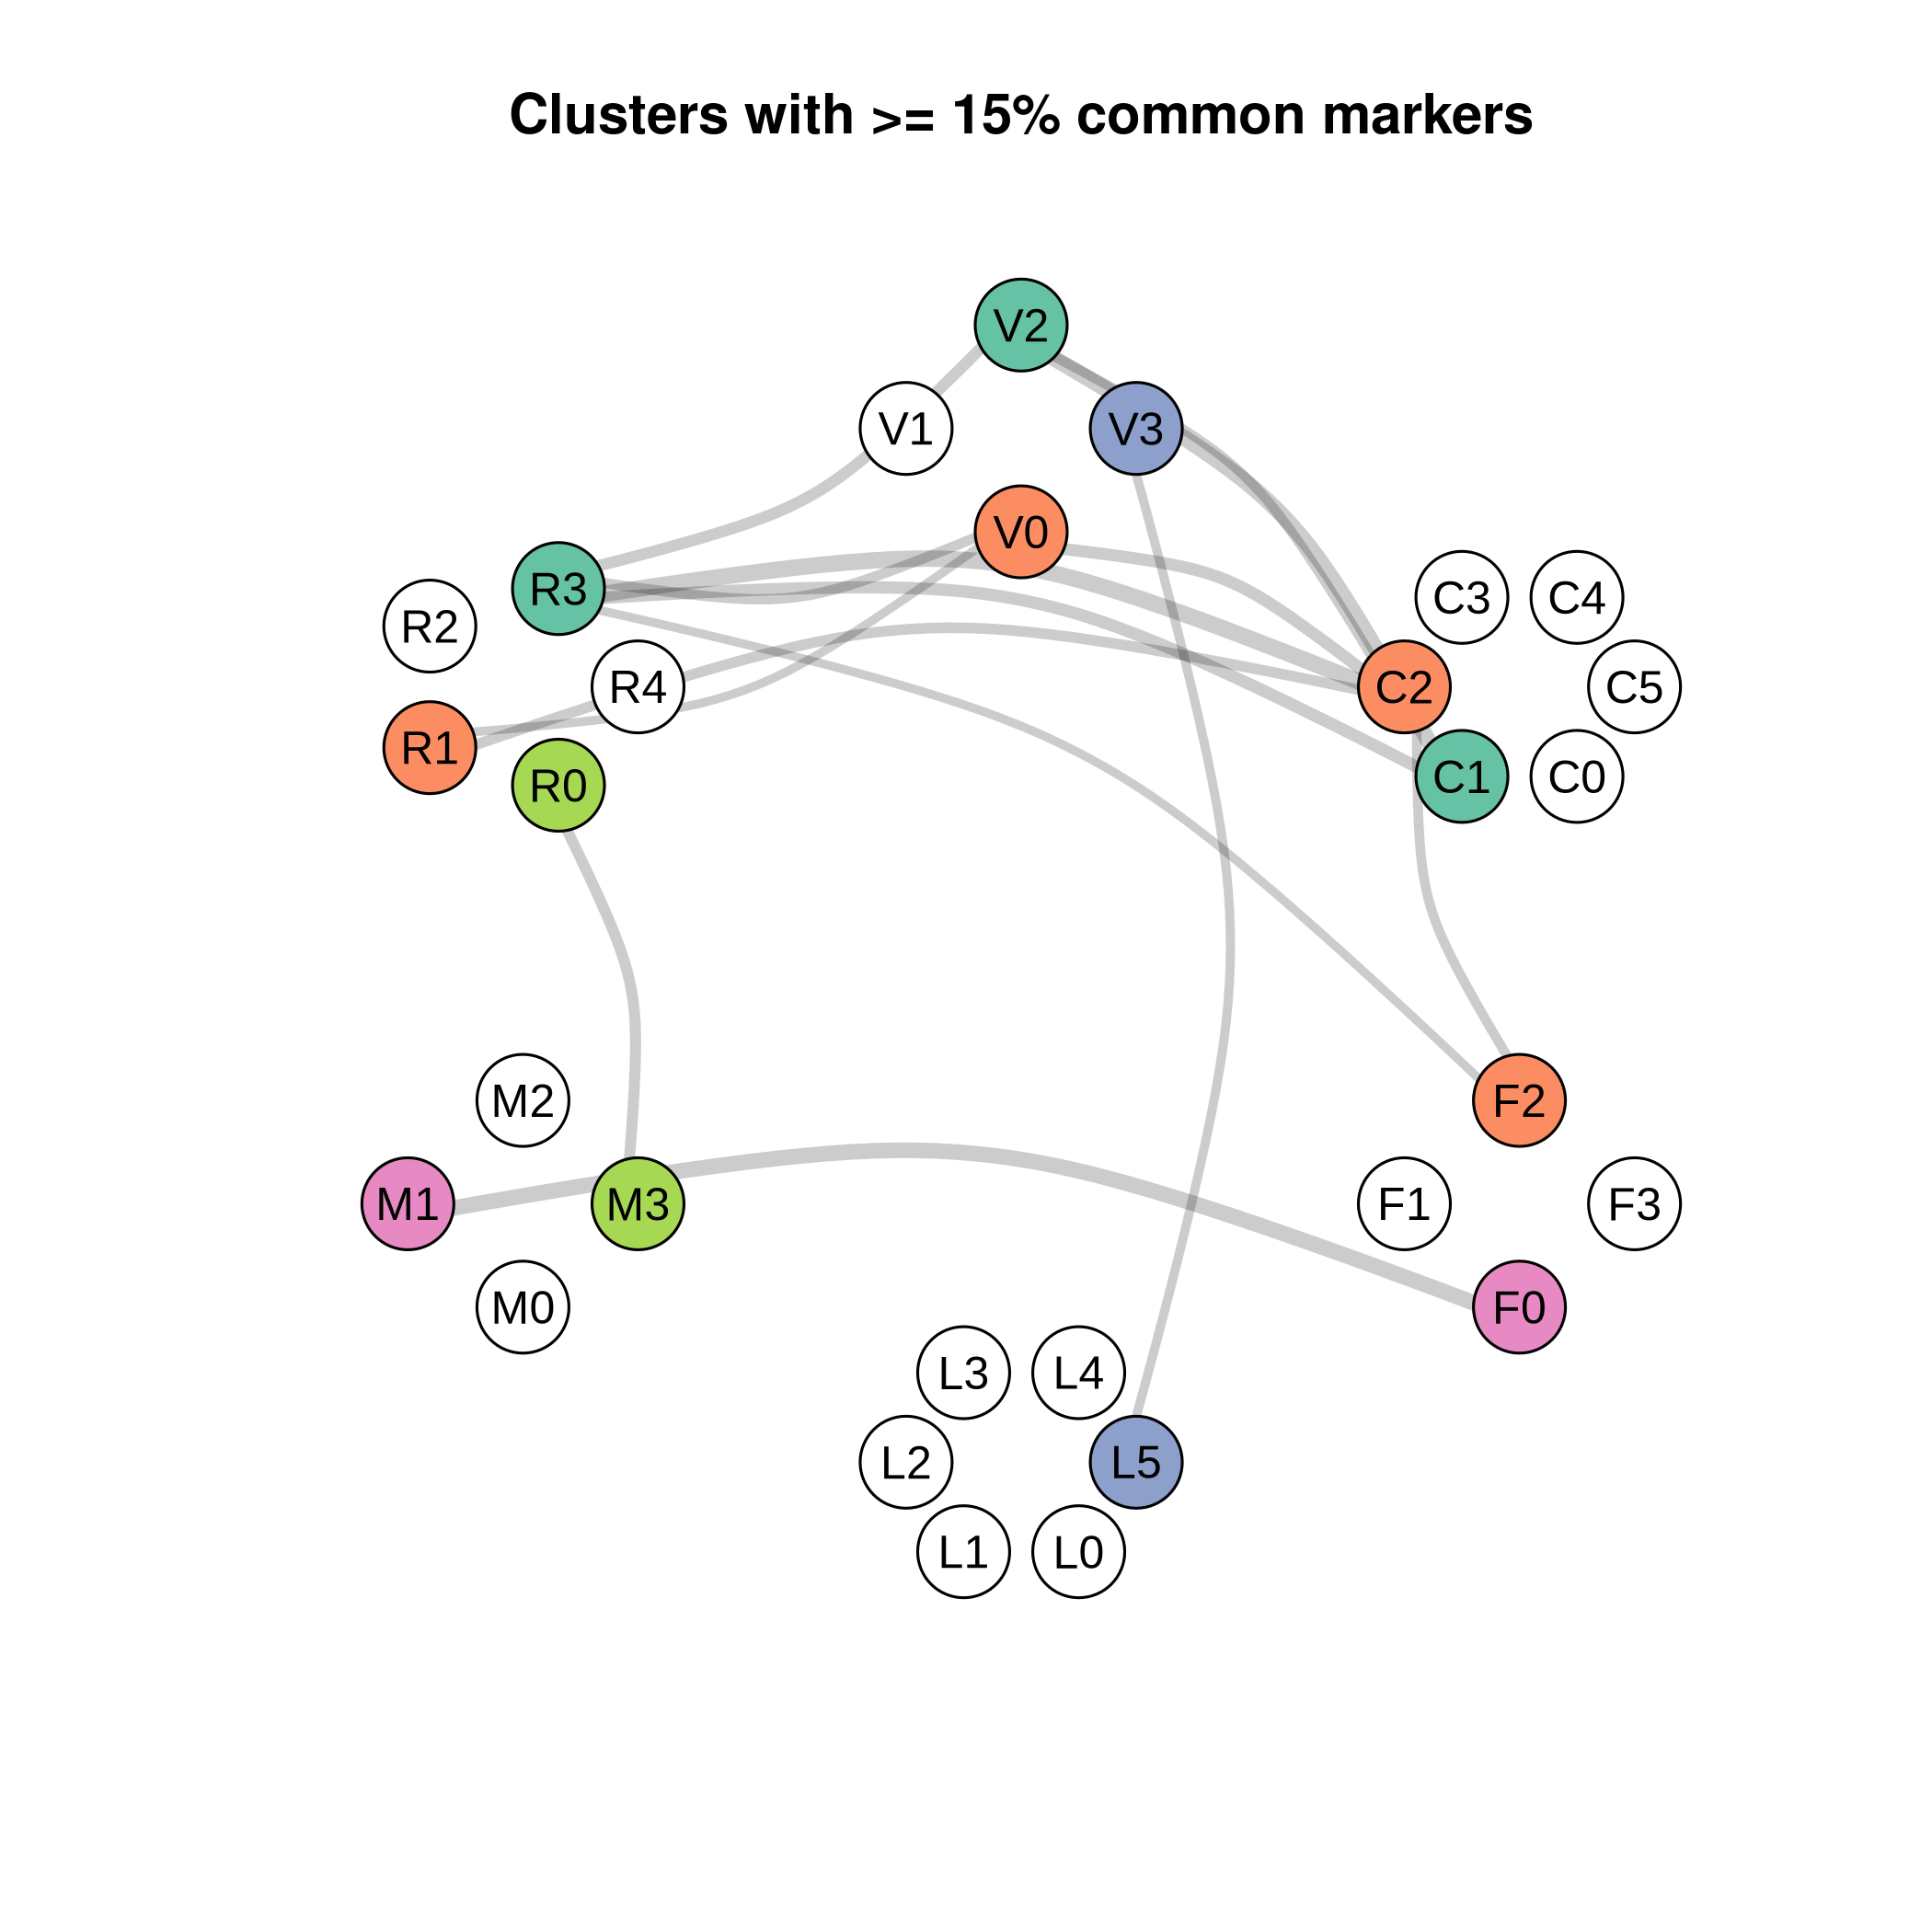 Clusters with >= 15% common markers
V2
V1
V3
V0
R3
R2
R4
R1
R0
C3
C4
C2
C5
C1
C0
M2
M1
M3
M0
F2
F1
F3
F0
L3
L4
L2
L5
L1
L0